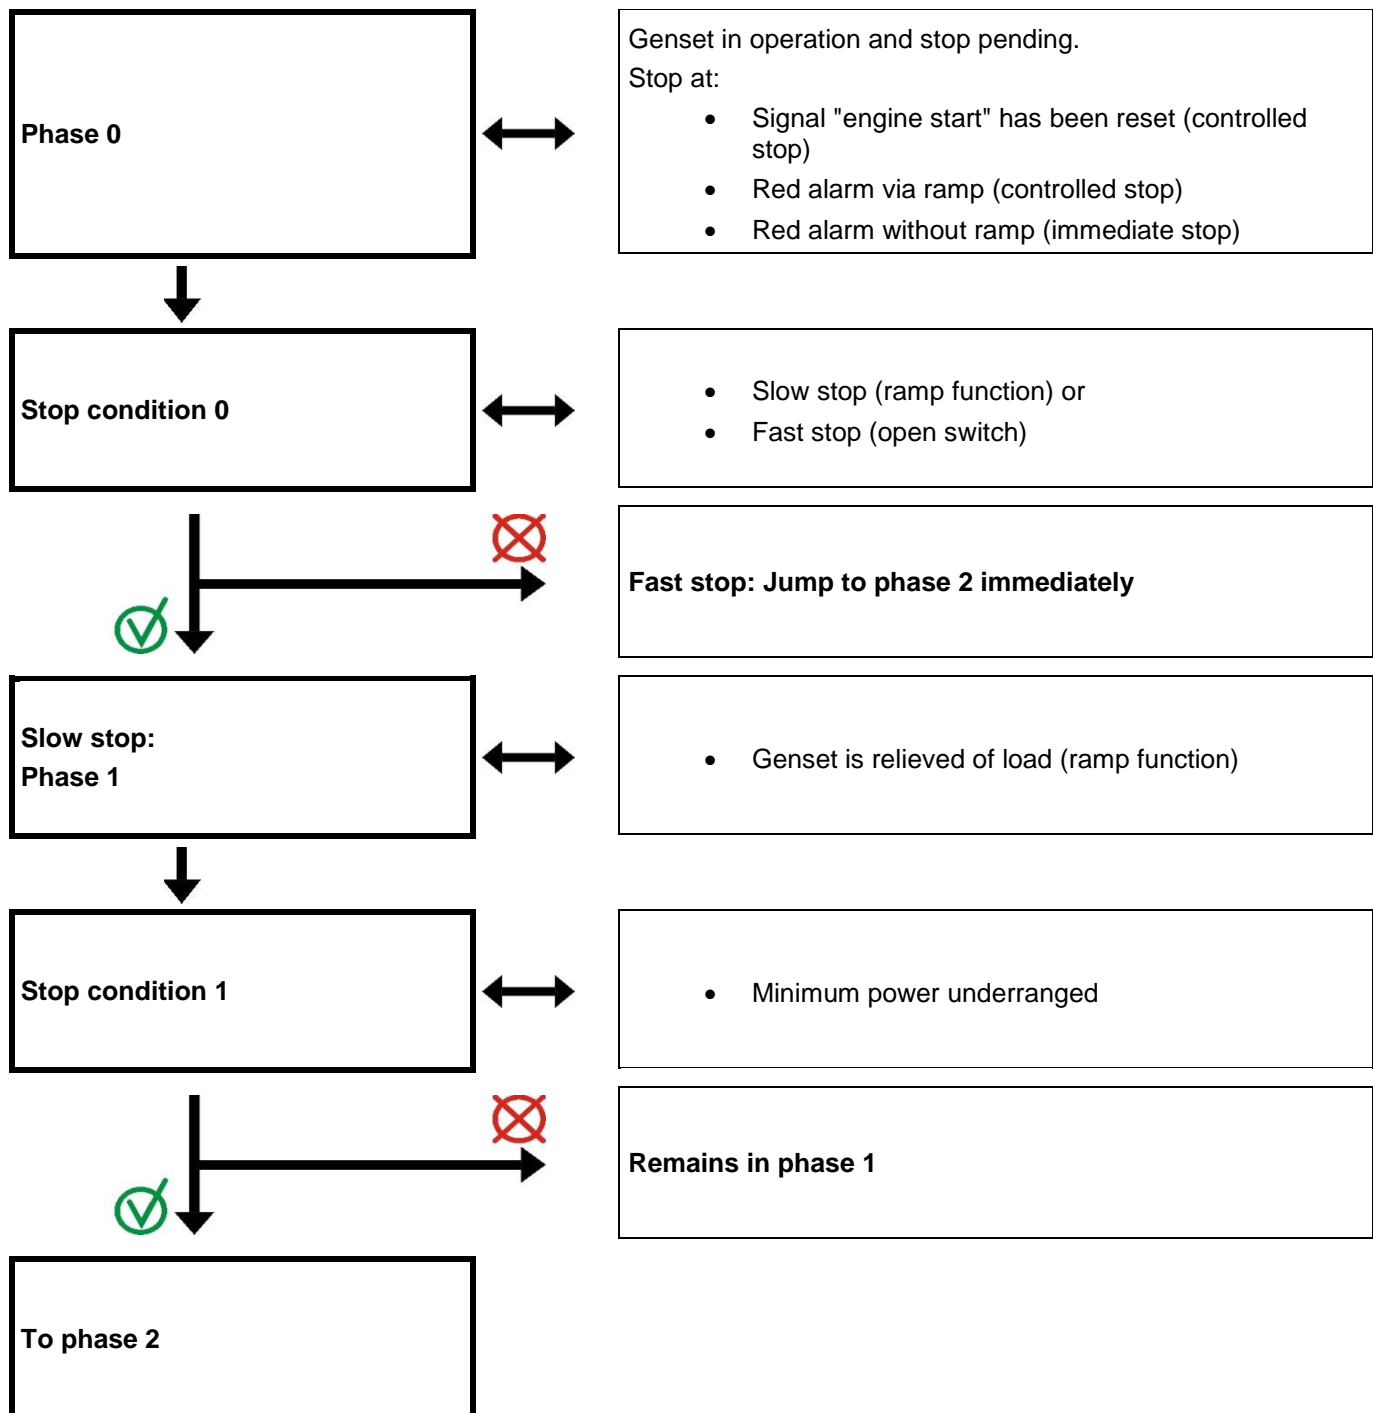 Phase 0
Genset in operation and stop pending.
Stop at:
• Signal "engine start" has been reset (controlled
stop)
• Red alarm via ramp (controlled stop)
• Red alarm without ramp (immediate stop)
Stop condition 0
• Slow stop (ramp function) or
• Fast stop (open switch)
Fast stop: Jump to phase 2 immediately
Slow stop:
Phase 1
• Genset is relieved of load (ramp function)
Stop condition 1
• Minimum power underranged
Remains in phase 1
To phase 2